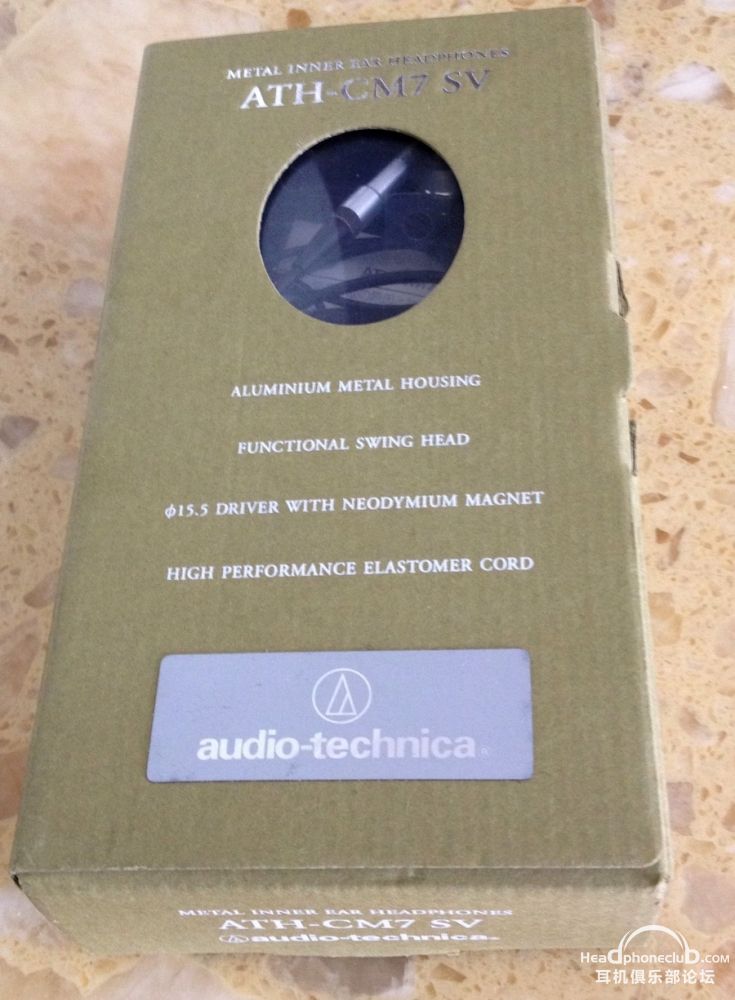 METAL INNER EAR HEADPHONES
ATH-CM7 SV
ALUMINIUM METAL HOUSING
FUNCTIONAL SWING HEAD
φ15.5 DRIVER WITH NEODYMIUM MAGNET
HIGH PERFORMANCE ELASTOMER CORD
audio-technica®
METAL INNER EAR HEADPHONES
ATH-CM7 SV
audio-technica
HeadphoneclUb.COM
耳机俱乐部论坛